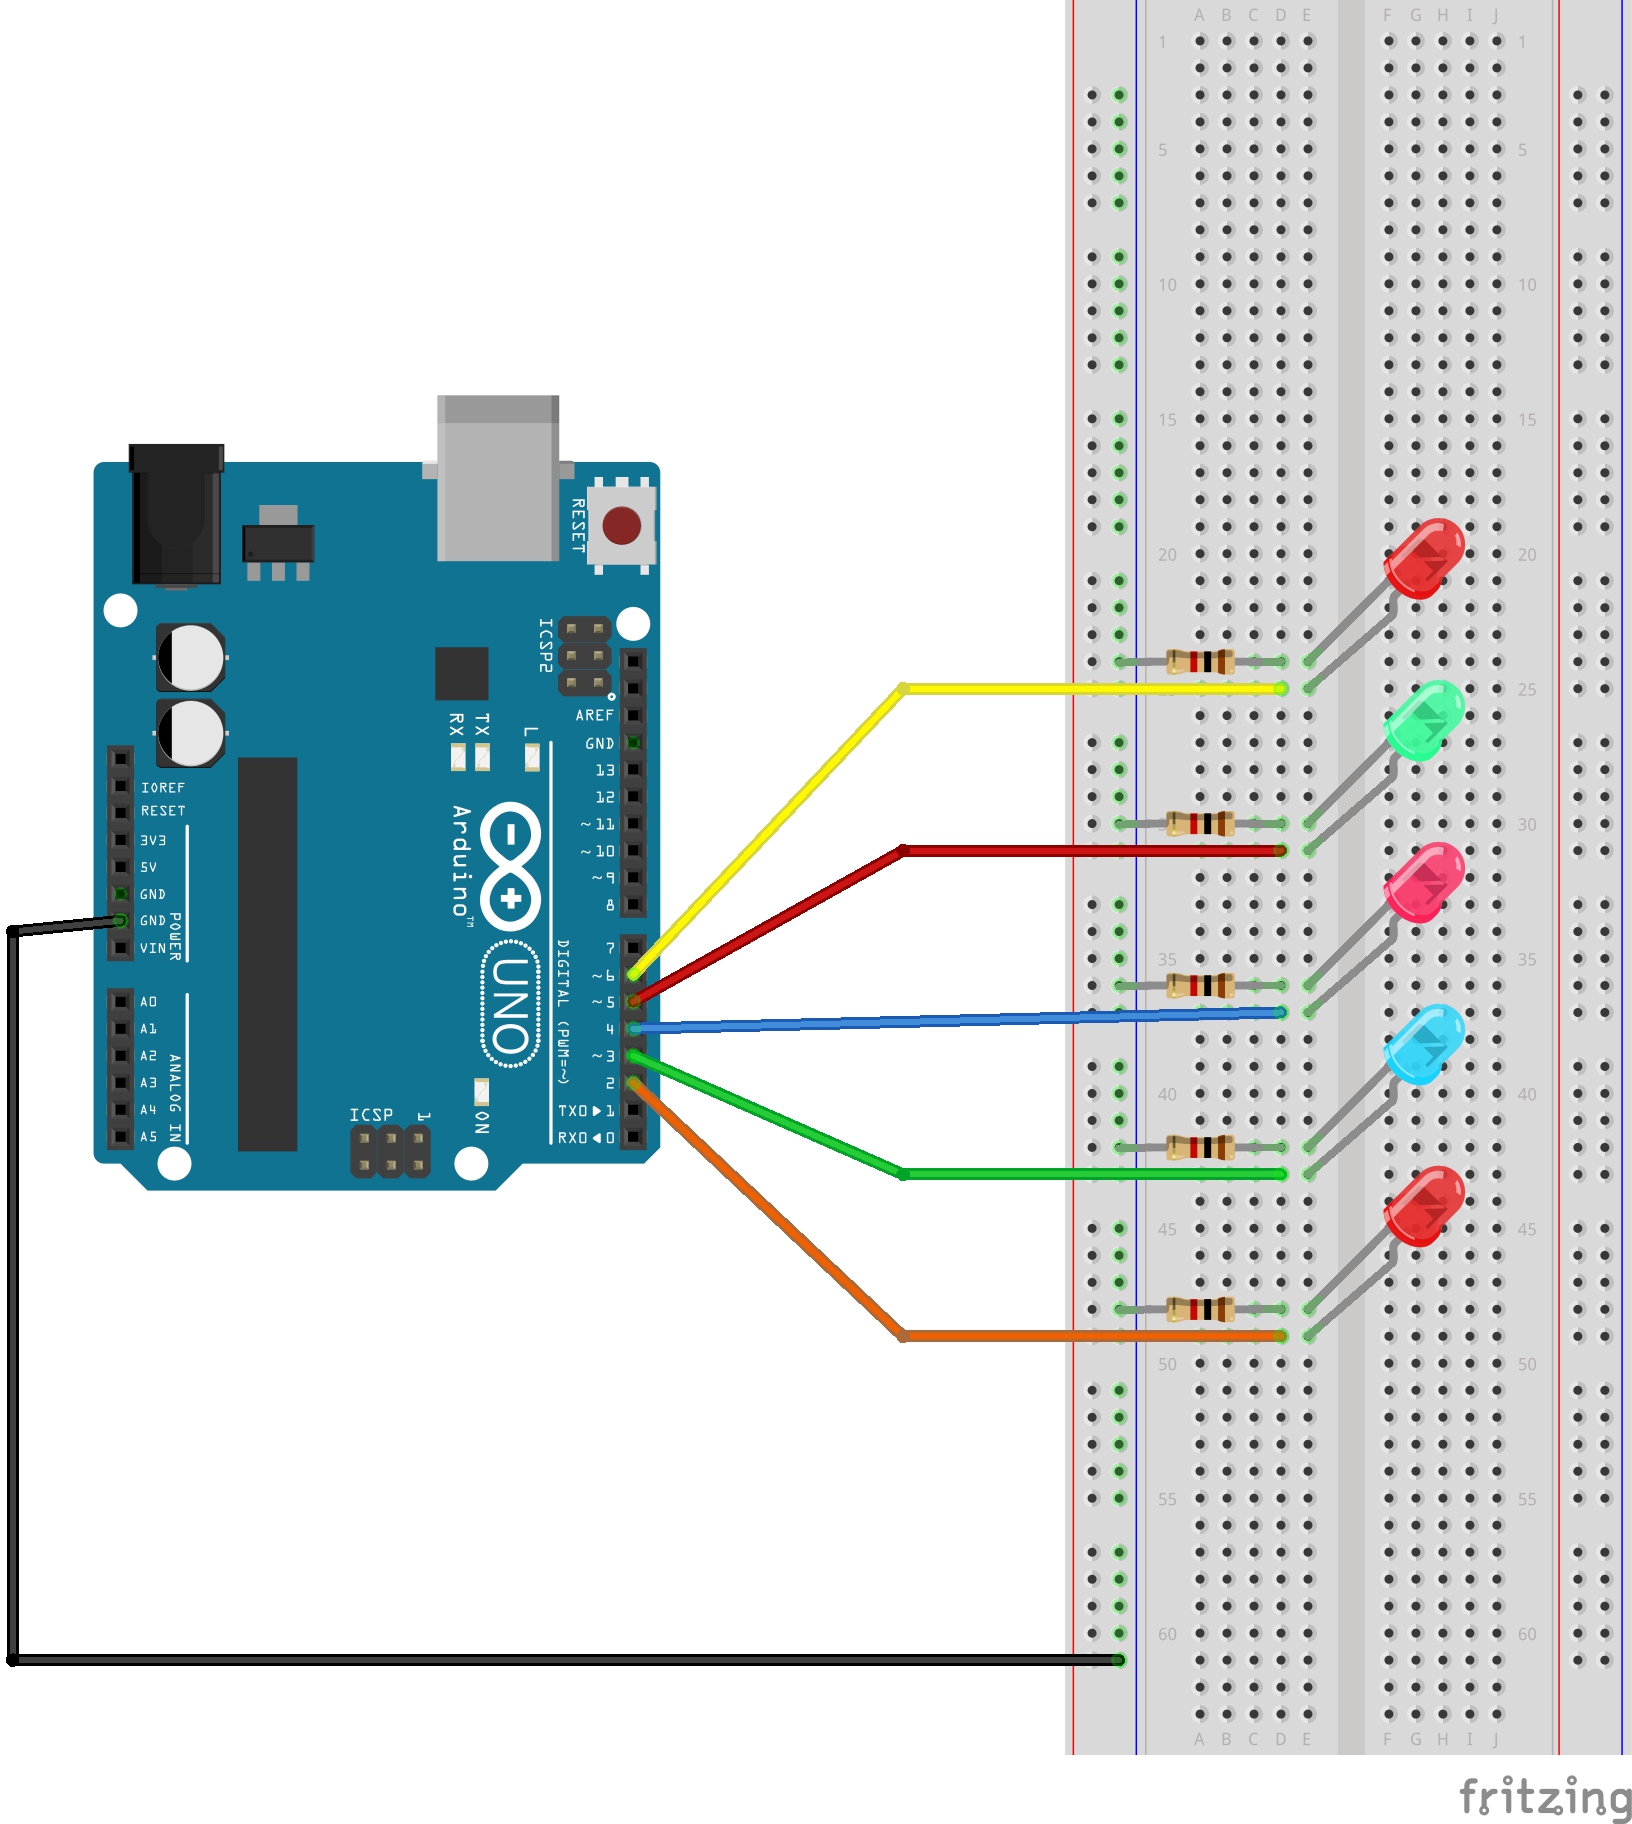 A B C D E F G H I J
1 1
5 5
10 10
15 15
20 20
25 25
30 30
35 35
40 40
45 45
50 50
55 55
60 60
A B C D E F G H I J
RESET
ICSP2
AREF
GND
13
12
~11
~10
~9
8
7
~6
~5
4
~3
2
TX0▶1
RX0◀0
DIGITAL (PWM=~)
RX
TX
L
Arduino™
UNO
IOREF
RESET
3V3
5V
GND
GND
VIN
POWER
A0
A1
A2
A3
A4
A5
ANALOG IN
ICSP
1
ON
fritzing